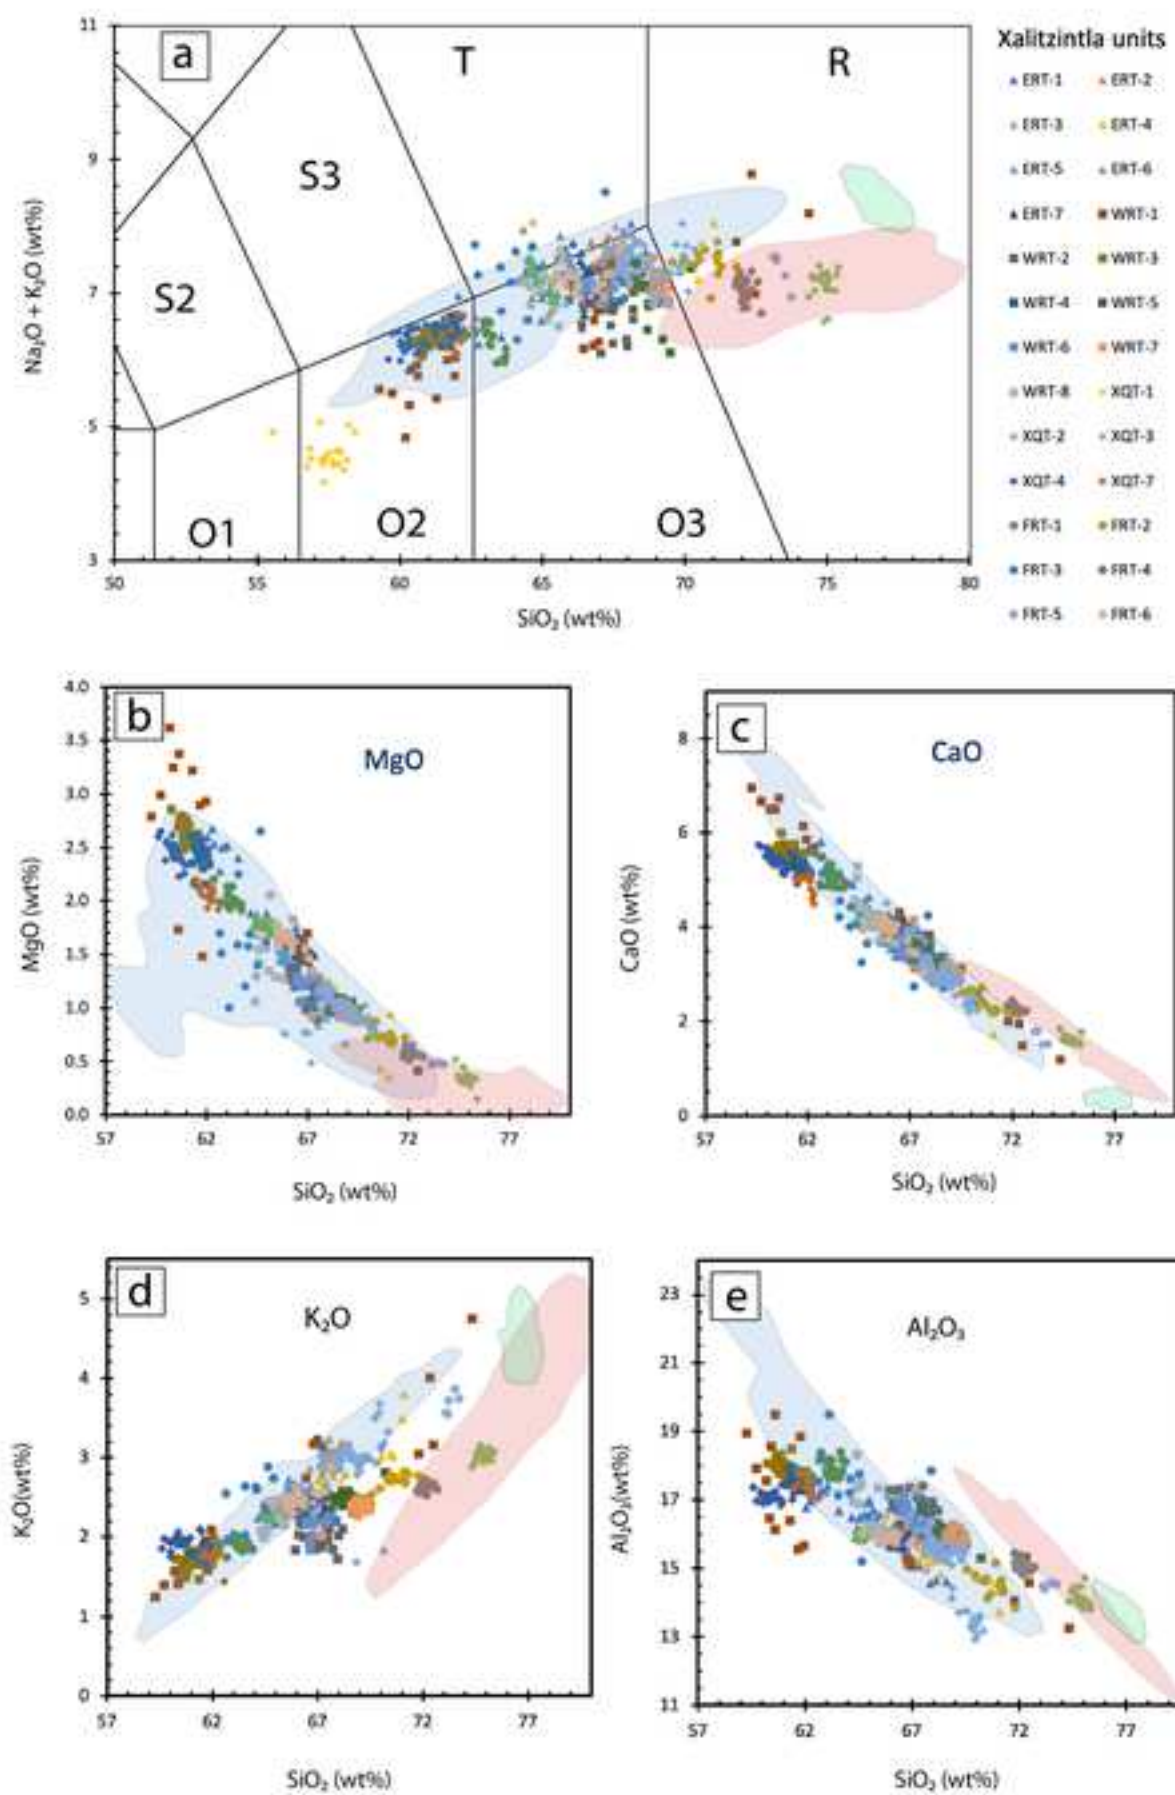 Xalitzintla units
ERT-1 ERT-2
ERT-3 ERT-4
ERT-5 ERT-6
ERT-7 WRT-1
WRT-2 WRT-3
WRT-4 WRT-5
WRT-6 WRT-7
WRT-8 XQT-1
XQT-2 XQT-3
XQT-4 XQT-7
FRT-1 FRT-2
FRT-3 FRT-4
FRT-5 FRT-6
a
T
R
S3
S2
O1
O2
O3
11
9
7
5
3
50 55 60 65 70 75 80
Na₂O + K₂O (wt%)
SiO₂ (wt%)
b
MgO
4.0
3.5
3.0
2.5
2.0
1.5
1.0
0.5
0.0
57 62 67 72 77
MgO (wt%)
SiO₂ (wt%)
c
CaO
8
6
4
2
0
57 62 67 72 77
CaO (wt%)
SiO₂ (wt%)
d
K₂O
5
4
3
2
1
0
57 62 67 72 77
K₂O(wt%)
SiO₂ (wt%)
e
Al₂O₃
23
21
19
17
15
13
11
57 62 67 72 77
Al₂O₃(wt%)
SiO₂ (wt%)